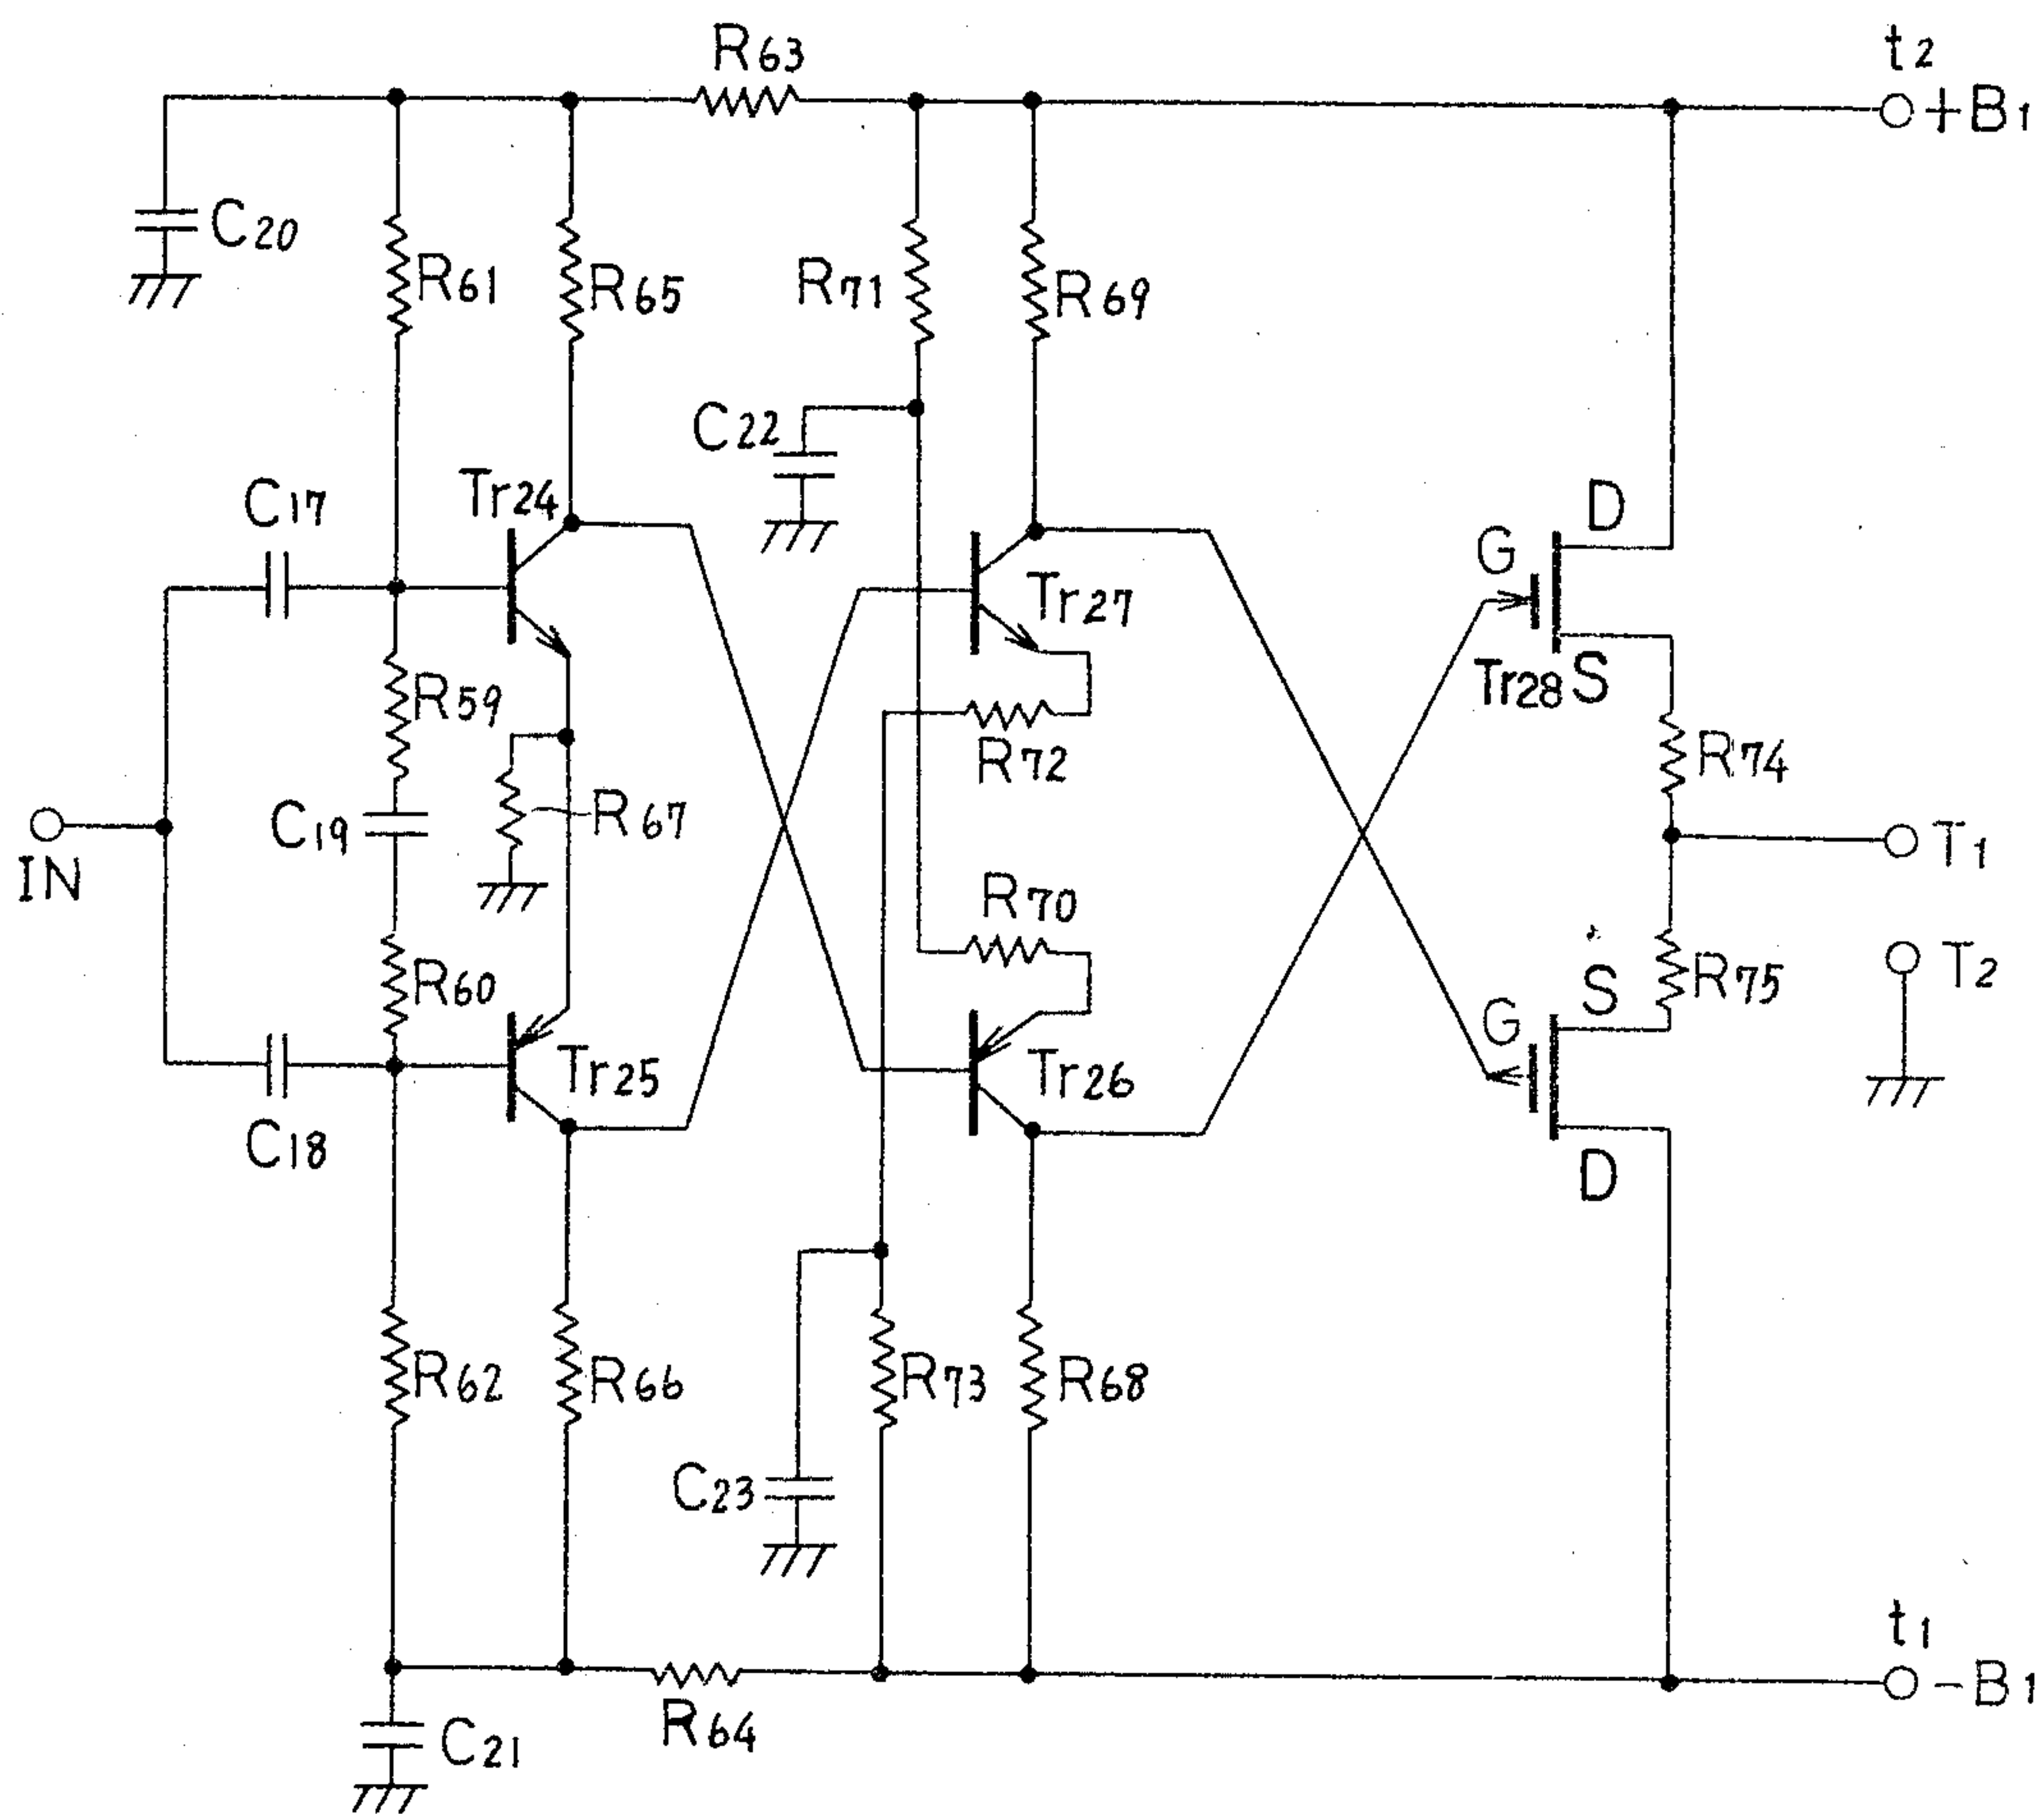 R63
t2
+B1
C20
R61
R65
R71
R69
C22
C17
Tr24
D
G
Tr27
Tr28 S
R59
R72
R74
C19
R67
IN
T1
R70
T2
R60
S
R75
G
Tr25
Tr26
C18
D
R62
R66
R73
R68
C23
t1
-B1
R64
C21